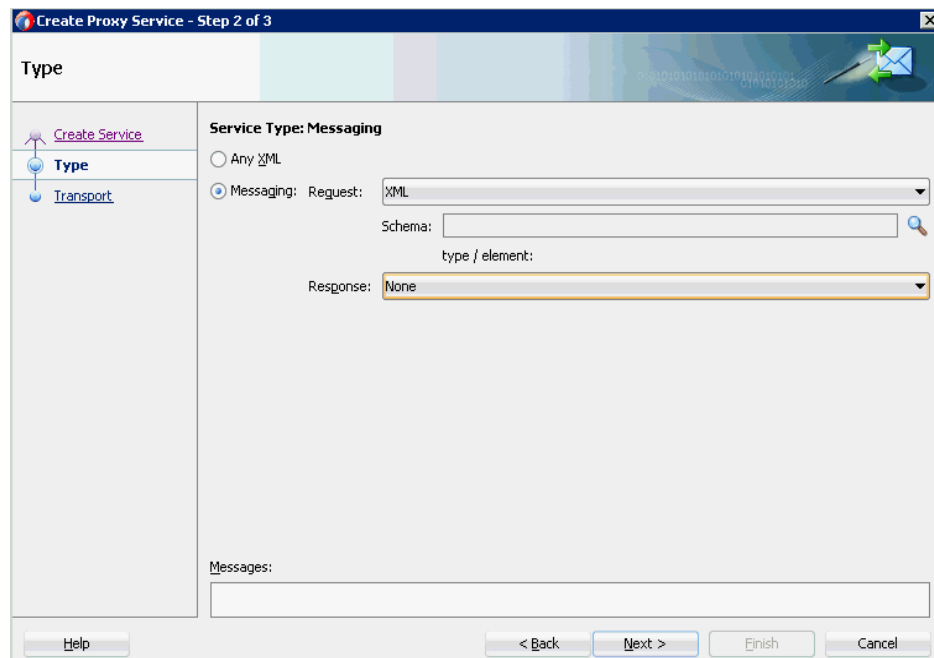 Create Proxy Service - Step 2 of 3
Type
Create Service
Type
Transport
Service Type: Messaging
Any XML
Messaging: Request: XML
Schema:
type / element:
Response: None
Messages:
Help
< Back
Next >
Finish
Cancel